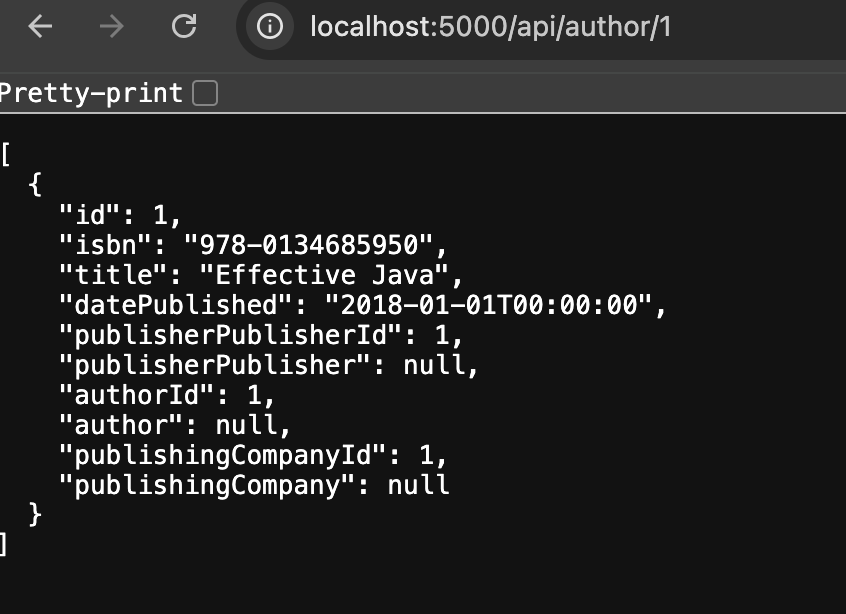 localhost:5000/api/author/1
Pretty-print
[
  {
    "id": 1,
    "isbn": "978-0134685950",
    "title": "Effective Java",
    "datePublished": "2018-01-01T00:00:00",
    "publisherPublisherId": 1,
    "publisherPublisher": null,
    "authorId": 1,
    "author": null,
    "publishingCompanyId": 1,
    "publishingCompany": null
  }
]